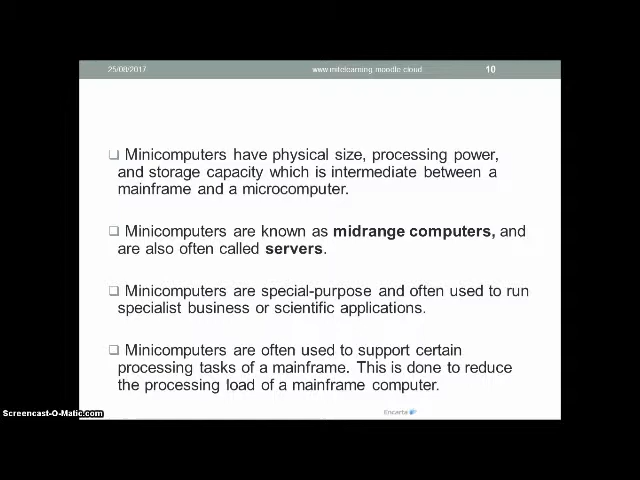 25/08/2017 www.mitelearning.moodle.cloud 10
Minicomputers have physical size, processing power,
and storage capacity which is intermediate between a
mainframe and a microcomputer.
Minicomputers are known as midrange computers, and
are also often called servers.
Minicomputers are special-purpose and often used to run
specialist business or scientific applications.
Minicomputers are often used to support certain
processing tasks of a mainframe. This is done to reduce
the processing load of a mainframe computer.
Encarta
Screencast-O-Matic.com